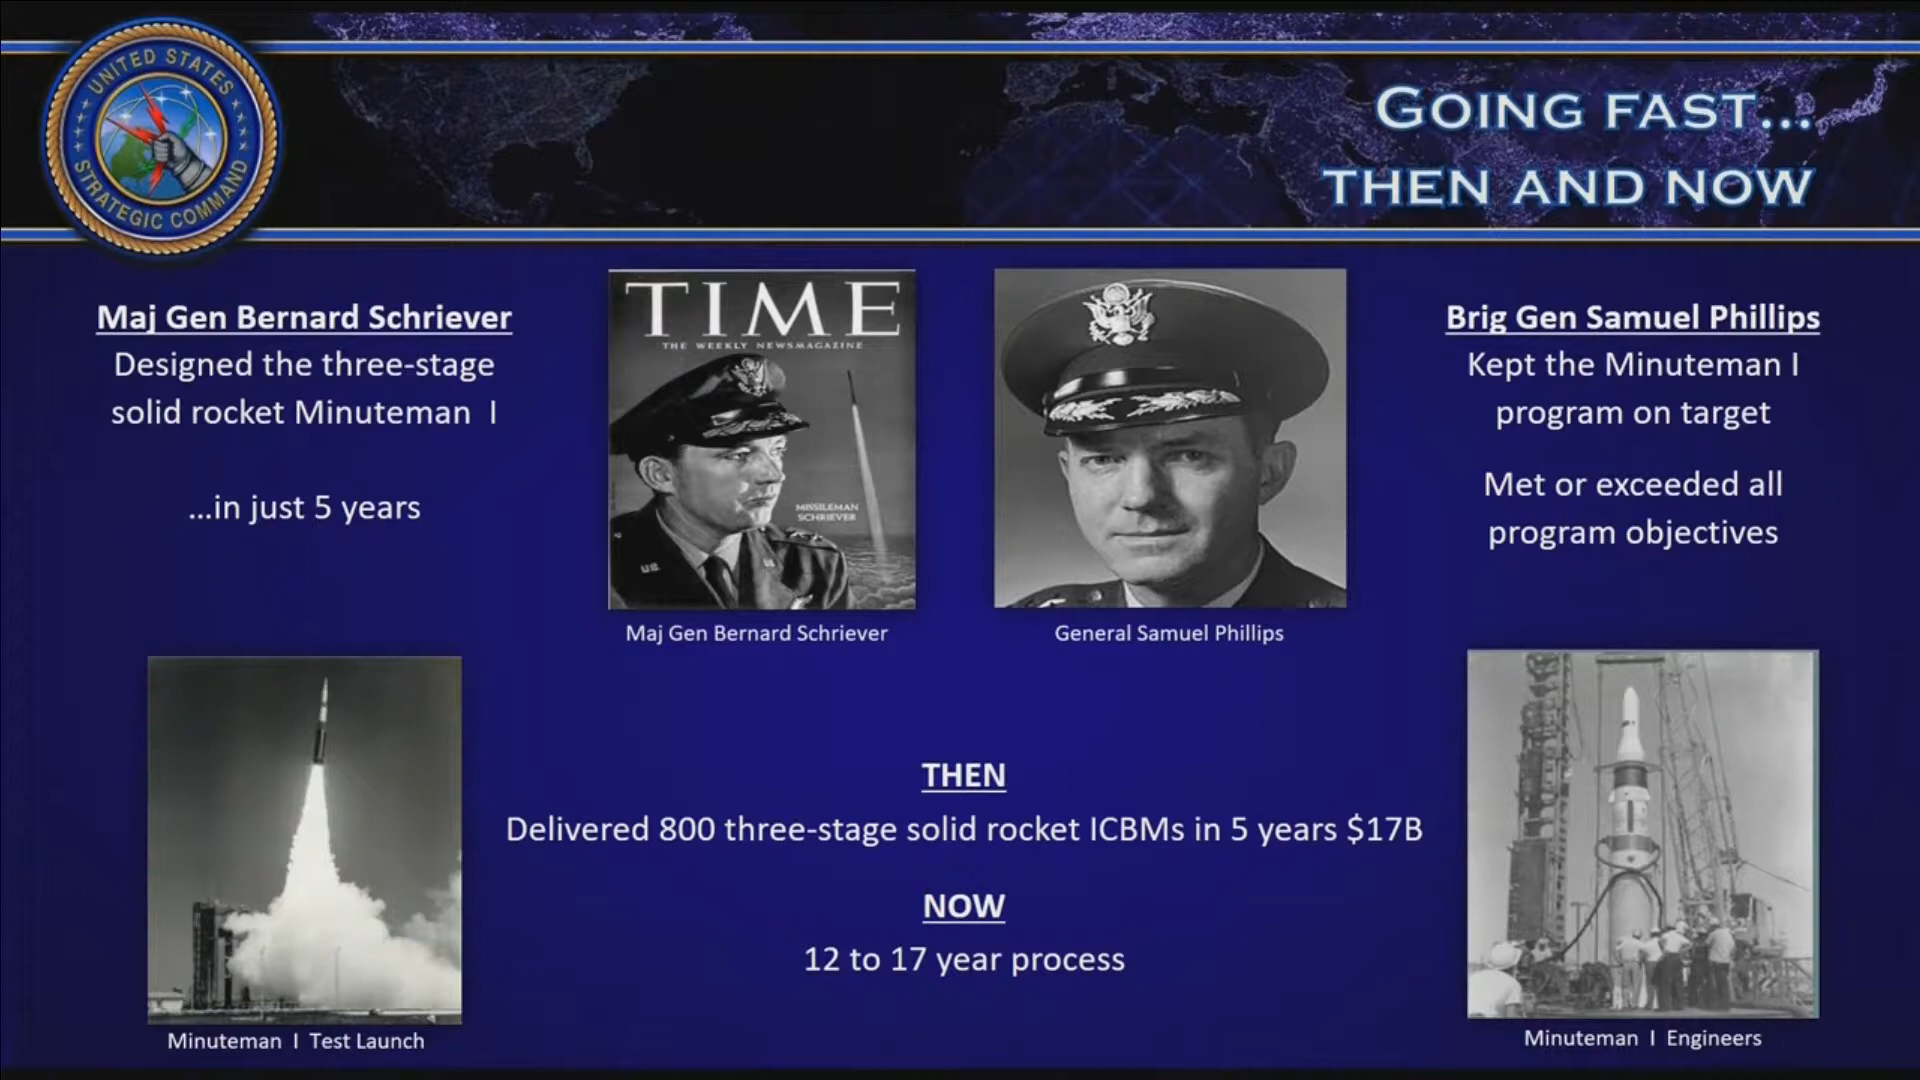 UNITED STATES
STRATEGIC COMMAND
GOING FAST...
THEN AND NOW
Maj Gen Bernard Schriever
Designed the three-stage
solid rocket Minuteman I
...in just 5 years
TIME
THE WEEKLY NEWSMAGAZINE
MISSILEMAN
SCHRIEVER
U.S.
Maj Gen Bernard Schriever
General Samuel Phillips
Brig Gen Samuel Phillips
Kept the Minuteman I
program on target
Met or exceeded all
program objectives
THEN
Delivered 800 three-stage solid rocket ICBMs in 5 years $17B
NOW
12 to 17 year process
Minuteman I Test Launch
Minuteman I Engineers